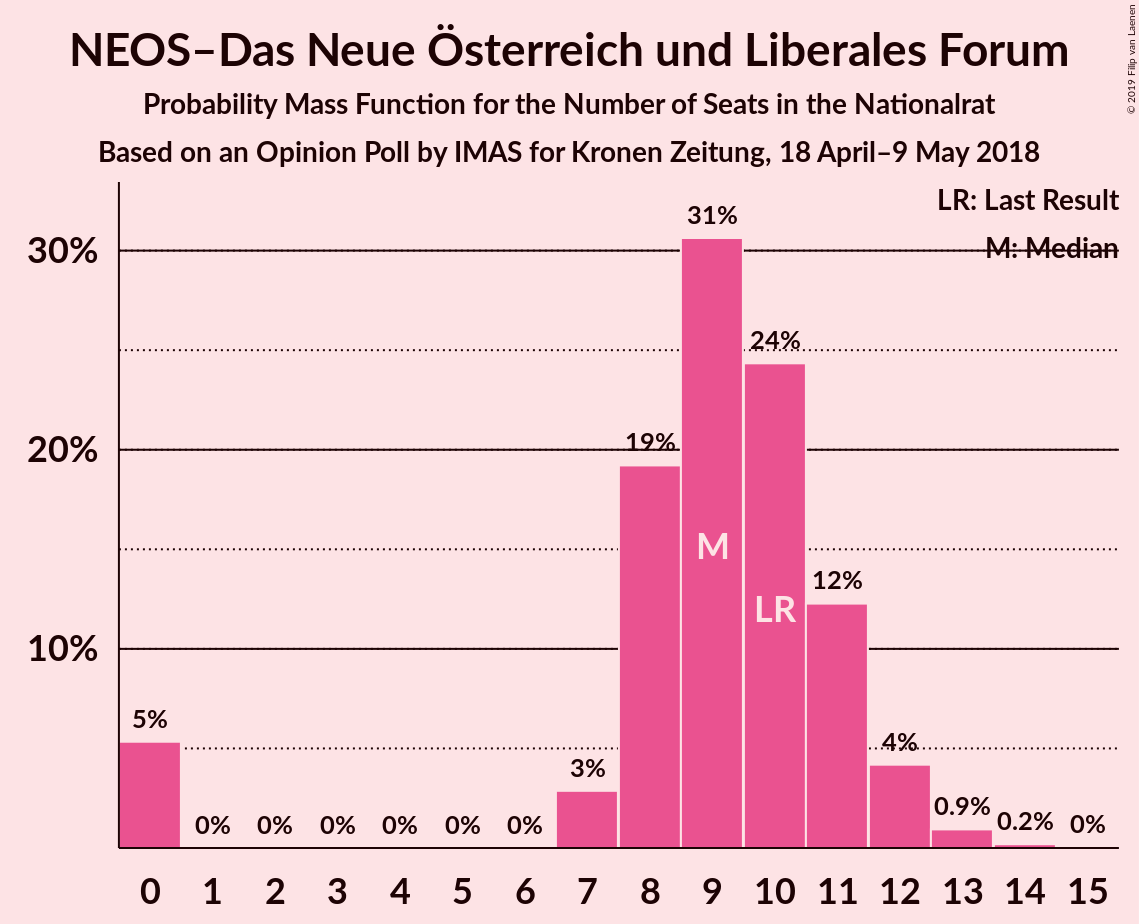 NEOS–Das Neue Österreich und Liberales Forum
Probability Mass Function for the Number of Seats in the Nationalrat
Based on an Opinion Poll by IMAS for Kronen Zeitung, 18 April–9 May 2018
© 2019 Filip van Laenen
LR: Last Result
M: Median
30%
20%
10%
5%
0%
0%
0%
0%
0%
0%
3%
19%
31%
24%
12%
4%
0.9%
0.2%
0%
M
LR
0 1 2 3 4 5 6 7 8 9 10 11 12 13 14 15